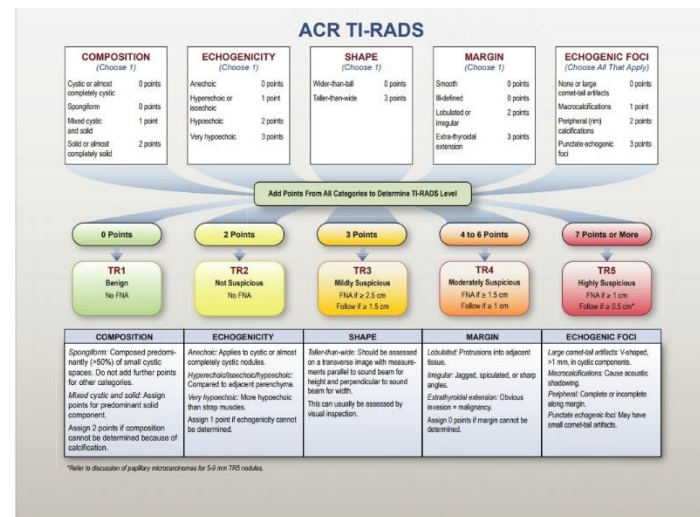 ACR TI-RADS
COMPOSITION
(Choose 1)
Cystic or almost completely cystic 0 points
Spongiform 0 points
Mixed cystic and solid 1 point
Solid or almost completely solid 2 points
ECHOGENICITY
(Choose 1)
Anechoic 0 points
Hyperechoic or isoechoic 1 point
Hypoechoic 2 points
Very hypoechoic 3 points
SHAPE
(Choose 1)
Wider-than-tall 0 points
Taller-than-wide 3 points
MARGIN
(Choose 1)
Smooth 0 points
Ill-defined 0 points
Lobulated or irregular 2 points
Extra-thyroidal extension 3 points
ECHOGENIC FOCI
(Choose All That Apply)
None or large comet-tail artifacts 0 points
Macrocalcifications 1 point
Peripheral (rim) calcifications 2 points
Punctate echogenic foci 3 points
Add Points From All Categories to Determine TI-RADS Level
0 Points
2 Points
3 Points
4 to 6 Points
7 Points or More
TR1
Benign
No FNA
TR2
Not Suspicious
No FNA
TR3
Mildly Suspicious
FNA if ≥ 2.5 cm
Follow if ≥ 1.5 cm
TR4
Moderately Suspicious
FNA if ≥ 1.5 cm
Follow if ≥ 1 cm
TR5
Highly Suspicious
FNA if ≥ 1 cm
Follow if ≥ 0.5 cm*
COMPOSITION
Spongiform: Composed predomi-
nantly (>50%) of small cystic
spaces. Do not add further points
for other categories.
Mixed cystic and solid: Assign
points for predominant solid
component.
Assign 2 points if composition
cannot be determined because of
calcification.
ECHOGENICITY
Anechoic: Applies to cystic or almost
completely cystic nodules.
Hyperechoic/isoechoic/hypoechoic:
Compared to adjacent parenchyma.
Very hypoechoic: More hypoechoic
than strap muscles.
Assign 1 point if echogenicity cannot
be determined.
SHAPE
Taller-than-wide: Should be assessed
on a transverse image with measure-
ments parallel to sound beam for
height and perpendicular to sound
beam for width.
This can usually be assessed by
visual inspection.
MARGIN
Lobulated: Protrusions into adjacent
tissue.
Irregular: Jagged, spiculated, or sharp
angles.
Extrathyroidal extension: Obvious
invasion = malignancy.
Assign 0 points if margin cannot be
determined.
ECHOGENIC FOCI
Large comet-tail artifacts: V-shaped,
>1 mm, in cystic components.
Macrocalcifications: Cause acoustic
shadowing.
Peripheral: Complete or incomplete
along margin.
Punctate echogenic foci: May have
small comet-tail artifacts.
*Refer to discussion of papillary microcarcinomas for 5-9 mm TR5 nodules.